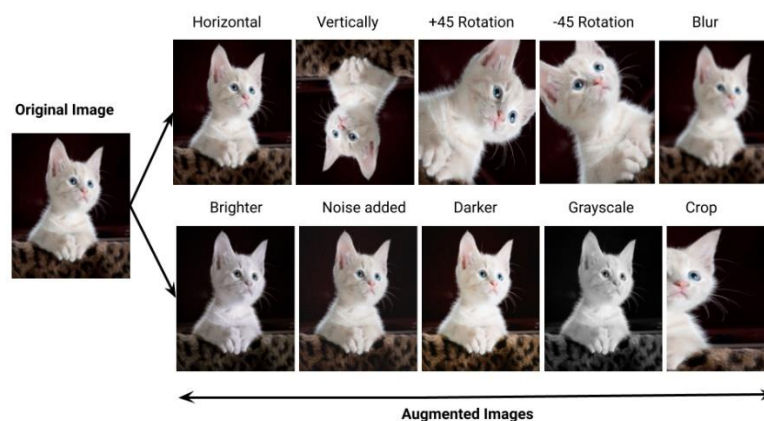 Horizontal
Vertically
+45 Rotation
-45 Rotation
Blur
Original Image
Brighter
Noise added
Darker
Grayscale
Crop
Augmented Images